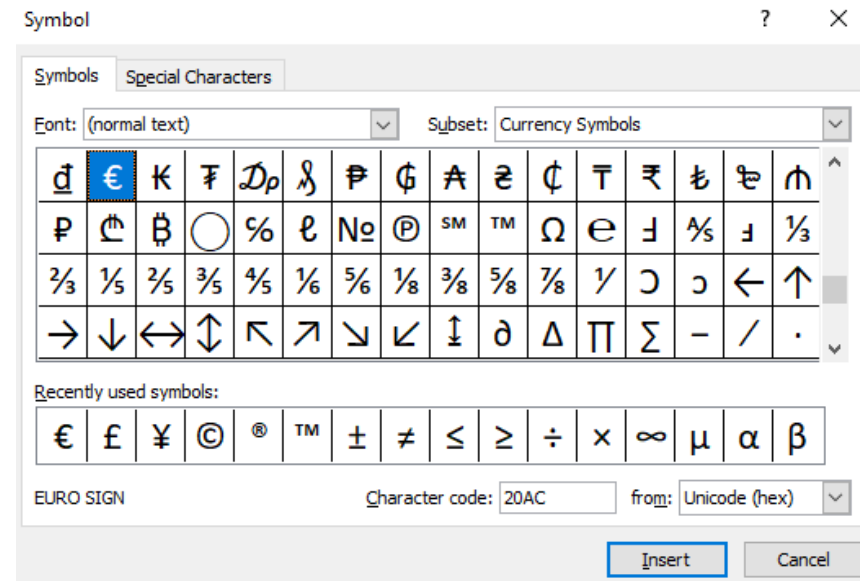 Symbol ? ×
Symbols Special Characters
Font: (normal text) Subset: Currency Symbols
₫ € ₭ ₮ ₯ ₰ ₱ ₲ ₳ ₴ ₵ ₸ ₹ ₺ ₻ ₼
₽ ₾ ₿ ⃝ ℅ ℓ № ℗ ℠ ™ Ω ℮ Ⅎ ⅍ ⅎ ⅓
⅔ ⅕ ⅖ ⅗ ⅘ ⅙ ⅚ ⅛ ⅜ ⅝ ⅞ ⅟ Ↄ ↄ ← ↑
→ ↓ ↔ ↕ ↖ ↗ ↘ ↙ ↨ ∂ ∆ ∏ ∑ − ∕ ∙
Recently used symbols:
€ £ ¥ © ® ™ ± ≠ ≤ ≥ ÷ × ∞ µ α β
EURO SIGN Character code: 20AC from: Unicode (hex)
Insert Cancel